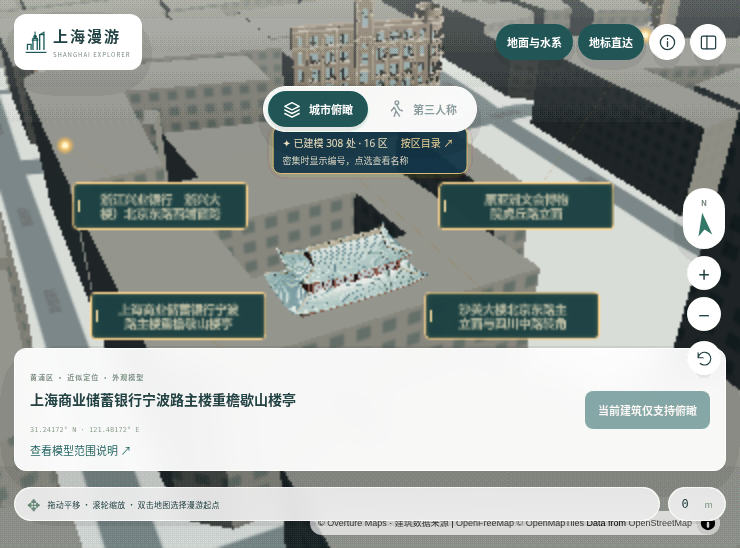 上海漫游
SHANGHAI EXPLORER
地面与水系
地标直达
城市俯瞰
第三人称
✦ 已建模 308 处 · 16 区 按区目录 ↗
密集时显示编号，点选查看名称
浙江兴业银行
北京东路
上海商业储蓄银行宁波
路主楼重檐歇山楼亭
沙美大楼北京东路主
立面与四川中路转角
N
+
−
黄浦区 · 近似定位 · 外观模型
上海商业储蓄银行宁波路主楼重檐歇山楼亭
31.24172° N · 121.48172° E
查看模型范围说明 ↗
当前建筑仅支持俯瞰
拖动平移 · 滚轮缩放 · 双击地图选择漫游起点
0 m
© Overture Maps · 建筑数据来源 | OpenFreeMap © OpenMapTiles Data from OpenStreetMap